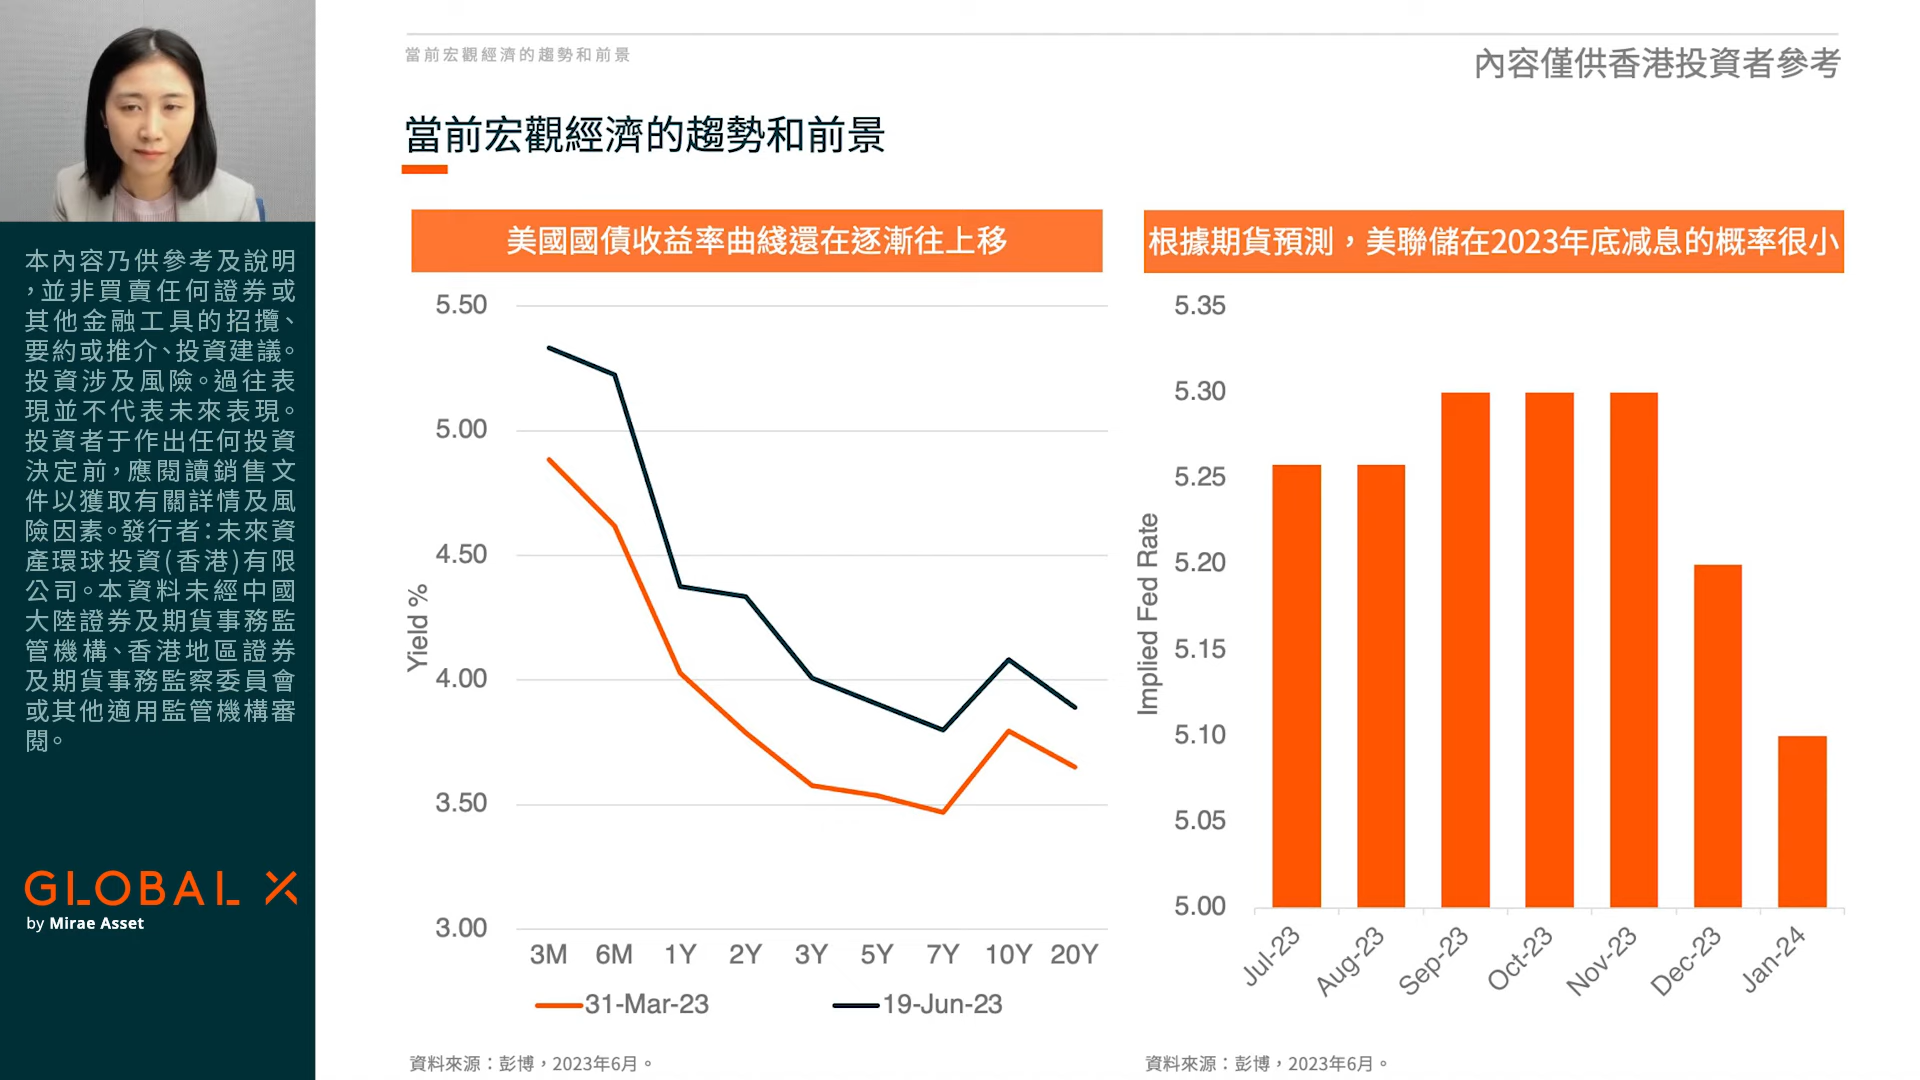 本內容乃供參考及說明
,並非買賣任何證券或
其他金融工具的招攬、
要約或推介、投資建議。
投資涉及風險。過往表
現並不代表未來表現。
投資者于作出任何投資
決定前,應閱讀銷售文
件以獲取有關詳情及風
險因素。發行者:未來資
產環球投資(香港)有限
公司。本資料未經中國
大陸證券及期貨事務監
管機構、香港地區證券
及期貨事務監察委員會
或其他適用監管機構審
閱。
GLOBAL X
by Mirae Asset
當前宏觀經濟的趨勢和前景
內容僅供香港投資者參考
當前宏觀經濟的趨勢和前景
美國國債收益率曲綫還在逐漸往上移
Yield %
5.50
5.00
4.50
4.00
3.50
3.00
3M 6M 1Y 2Y 3Y 5Y 7Y 10Y 20Y
31-Mar-23 19-Jun-23
資料來源：彭博，2023年6月。
根據期貨預測，美聯儲在2023年底减息的概率很小
Implied Fed Rate
5.35
5.30
5.25
5.20
5.15
5.10
5.05
5.00
Jul-23 Aug-23 Sep-23 Oct-23 Nov-23 Dec-23 Jan-24
資料來源：彭博，2023年6月。